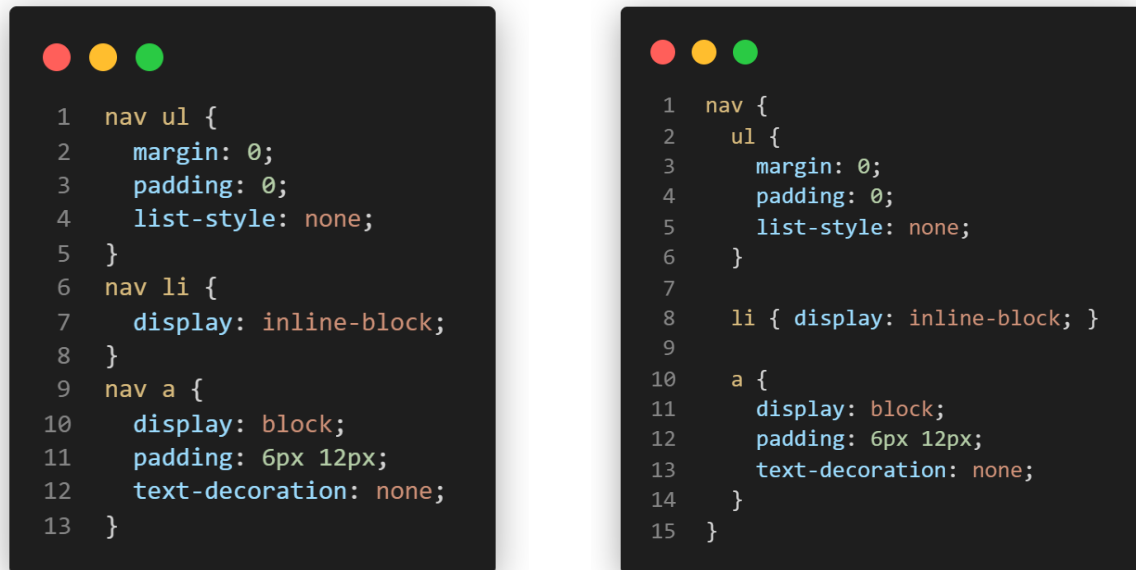 1 nav ul {
2   margin: 0;
3   padding: 0;
4   list-style: none;
5 }
6 nav li {
7   display: inline-block;
8 }
9 nav a {
10   display: block;
11   padding: 6px 12px;
12   text-decoration: none;
13 }
1 nav {
2   ul {
3     margin: 0;
4     padding: 0;
5     list-style: none;
6   }
7
8   li { display: inline-block; }
9
10   a {
11     display: block;
12     padding: 6px 12px;
13     text-decoration: none;
14   }
15 }